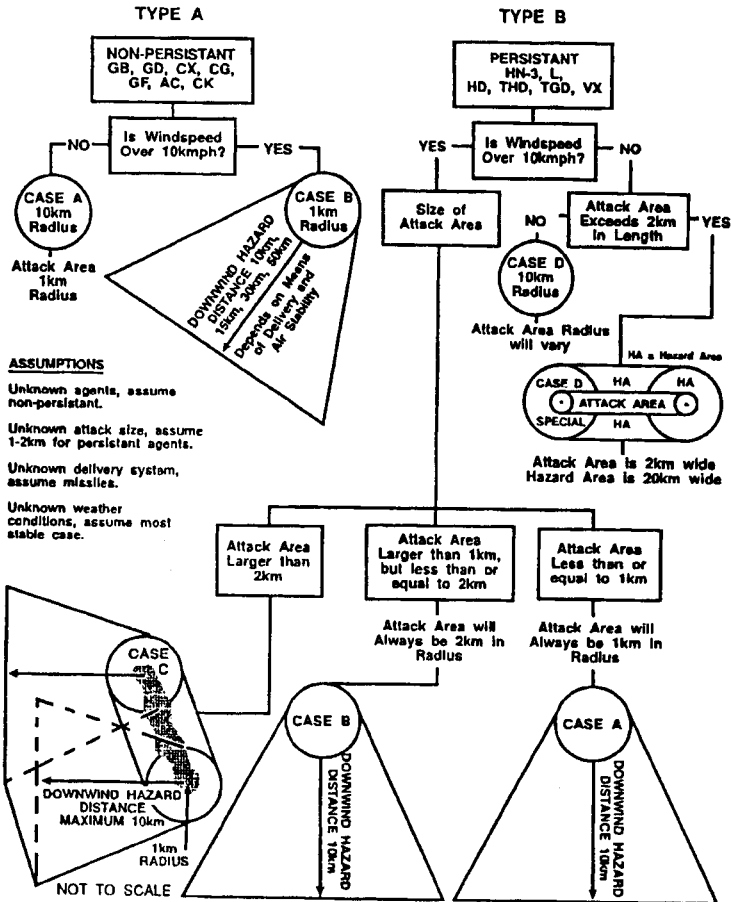 TYPE A
NON-PERSISTANT
GB, GD, CX, CG,
GF, AC, CK
Is Windspeed
Over 10kmph?
NO
YES
CASE A
10km
Radius
Attack Area
1km
Radius
CASE B
1km
Radius
DOWNWIND HAZARD
DISTANCE 10km,
15km, 30km, 50km
Depends on Means
of Delivery and
Air Stability
ASSUMPTIONS
Unknown agents, assume
non-persistant.
Unknown attack size, assume
1-2km for persistant agents.
Unknown delivery system,
assume missiles.
Unknown weather
conditions, assume most
stable case.
TYPE B
PERSISTANT
HN-3, L,
HD, THD, TGD, VX
Is Windspeed
Over 10kmph?
YES
NO
Size of
Attack Area
Attack Area
Exceeds 2km
in Length
NO
YES
CASE D
10km
Radius
Attack Area Radius
will vary
HA = Hazard Area
CASE D
HA
HA
ATTACK AREA
SPECIAL
HA
Attack Area is 2km wide
Hazard Area is 20km wide
Attack Area
Larger than
2km
Attack Area
Larger than 1km,
but less than or
equal to 2km
Attack Area
Less than or
equal to 1km
Attack Area will
Always be 2km in
Radius
Attack Area will
Always be 1km in
Radius
CASE
C
DOWNWIND HAZARD
DISTANCE
MAXIMUM 10km
1km
RADIUS
NOT TO SCALE
CASE B
DOWNWIND HAZARD
DISTANCE 10km
CASE A
DOWNWIND HAZARD
DISTANCE 10km